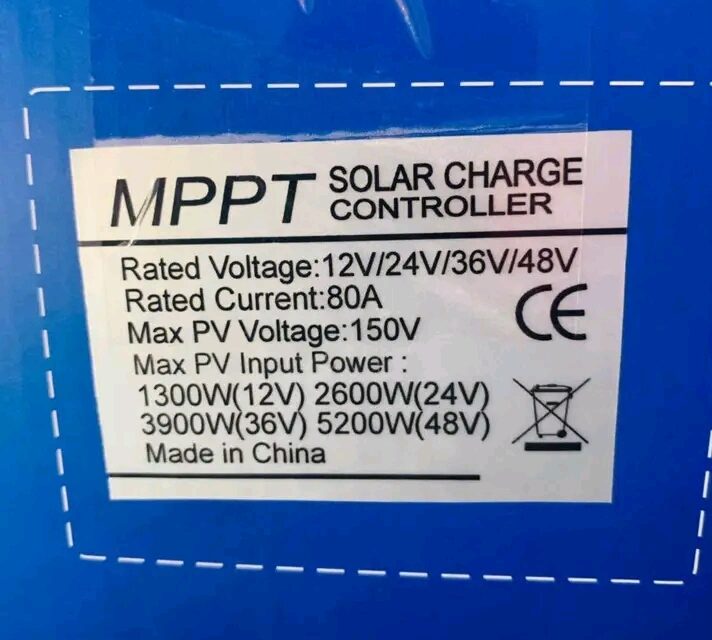 MPPT SOLAR CHARGE
CONTROLLER
Rated Voltage:12V/24V/36V/48V
Rated Current:80A
CE
Max PV Voltage:150V
Max PV Input Power :
1300W(12V) 2600W(24V)
3900W(36V) 5200W(48V)
Made in China